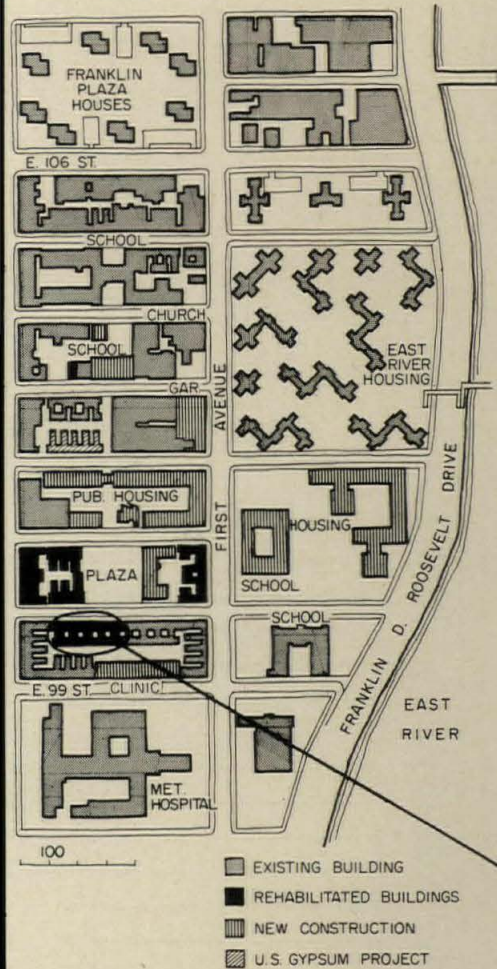 FRANKLIN
PLAZA
HOUSES
E. 106 ST.
SCHOOL
CHURCH
SCHOOL
GAR.
EAST
RIVER
HOUSING
FIRST AVENUE
PUB. HOUSING
HOUSING
SCHOOL
PLAZA
SCHOOL
E. 99 ST.
CLINIC
FRANKLIN D. ROOSEVELT DRIVE
EAST
RIVER
MET.
HOSPITAL
100
EXISTING BUILDING
REHABILITATED BUILDINGS
NEW CONSTRUCTION
U.S. GYPSUM PROJECT